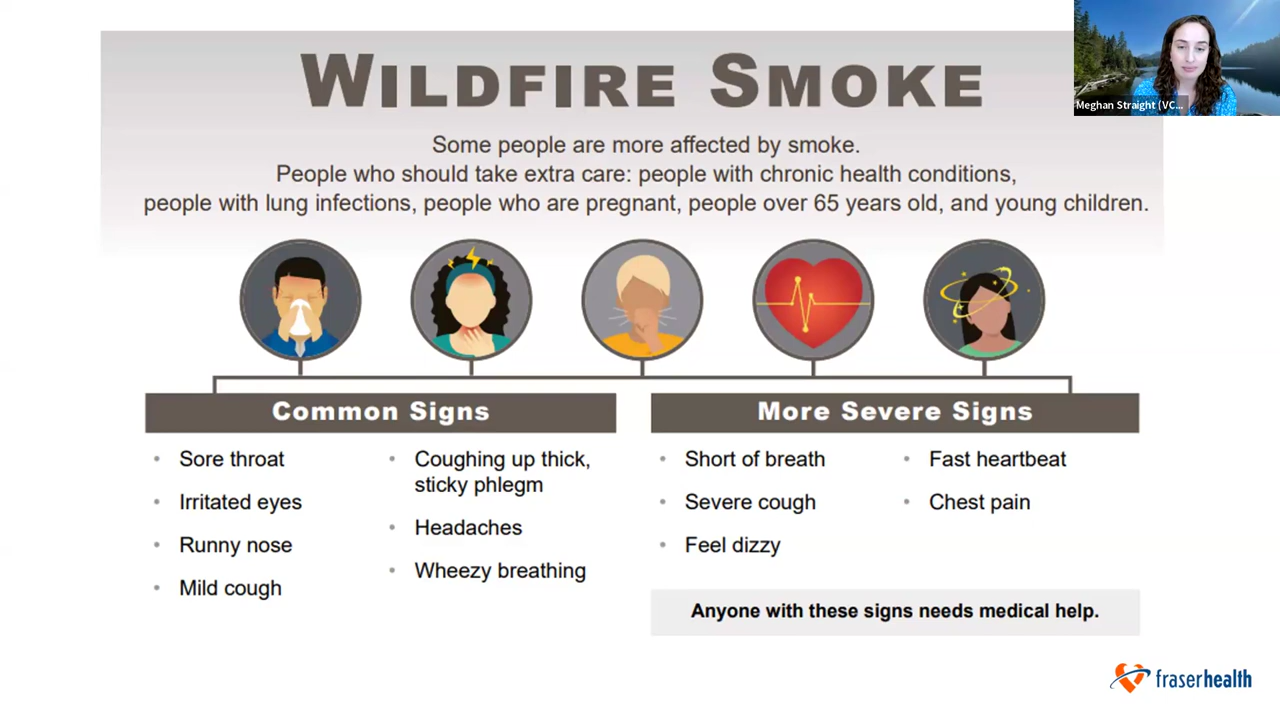 WILDFIRE SMOKE
Meghan Straight (VC...
Some people are more affected by smoke.
People who should take extra care: people with chronic health conditions,
people with lung infections, people who are pregnant, people over 65 years old, and young children.
Common Signs
• Sore throat
• Irritated eyes
• Runny nose
• Mild cough
• Coughing up thick,
sticky phlegm
• Headaches
• Wheezy breathing
More Severe Signs
• Short of breath
• Severe cough
• Feel dizzy
• Fast heartbeat
• Chest pain
Anyone with these signs needs medical help.
fraserhealth